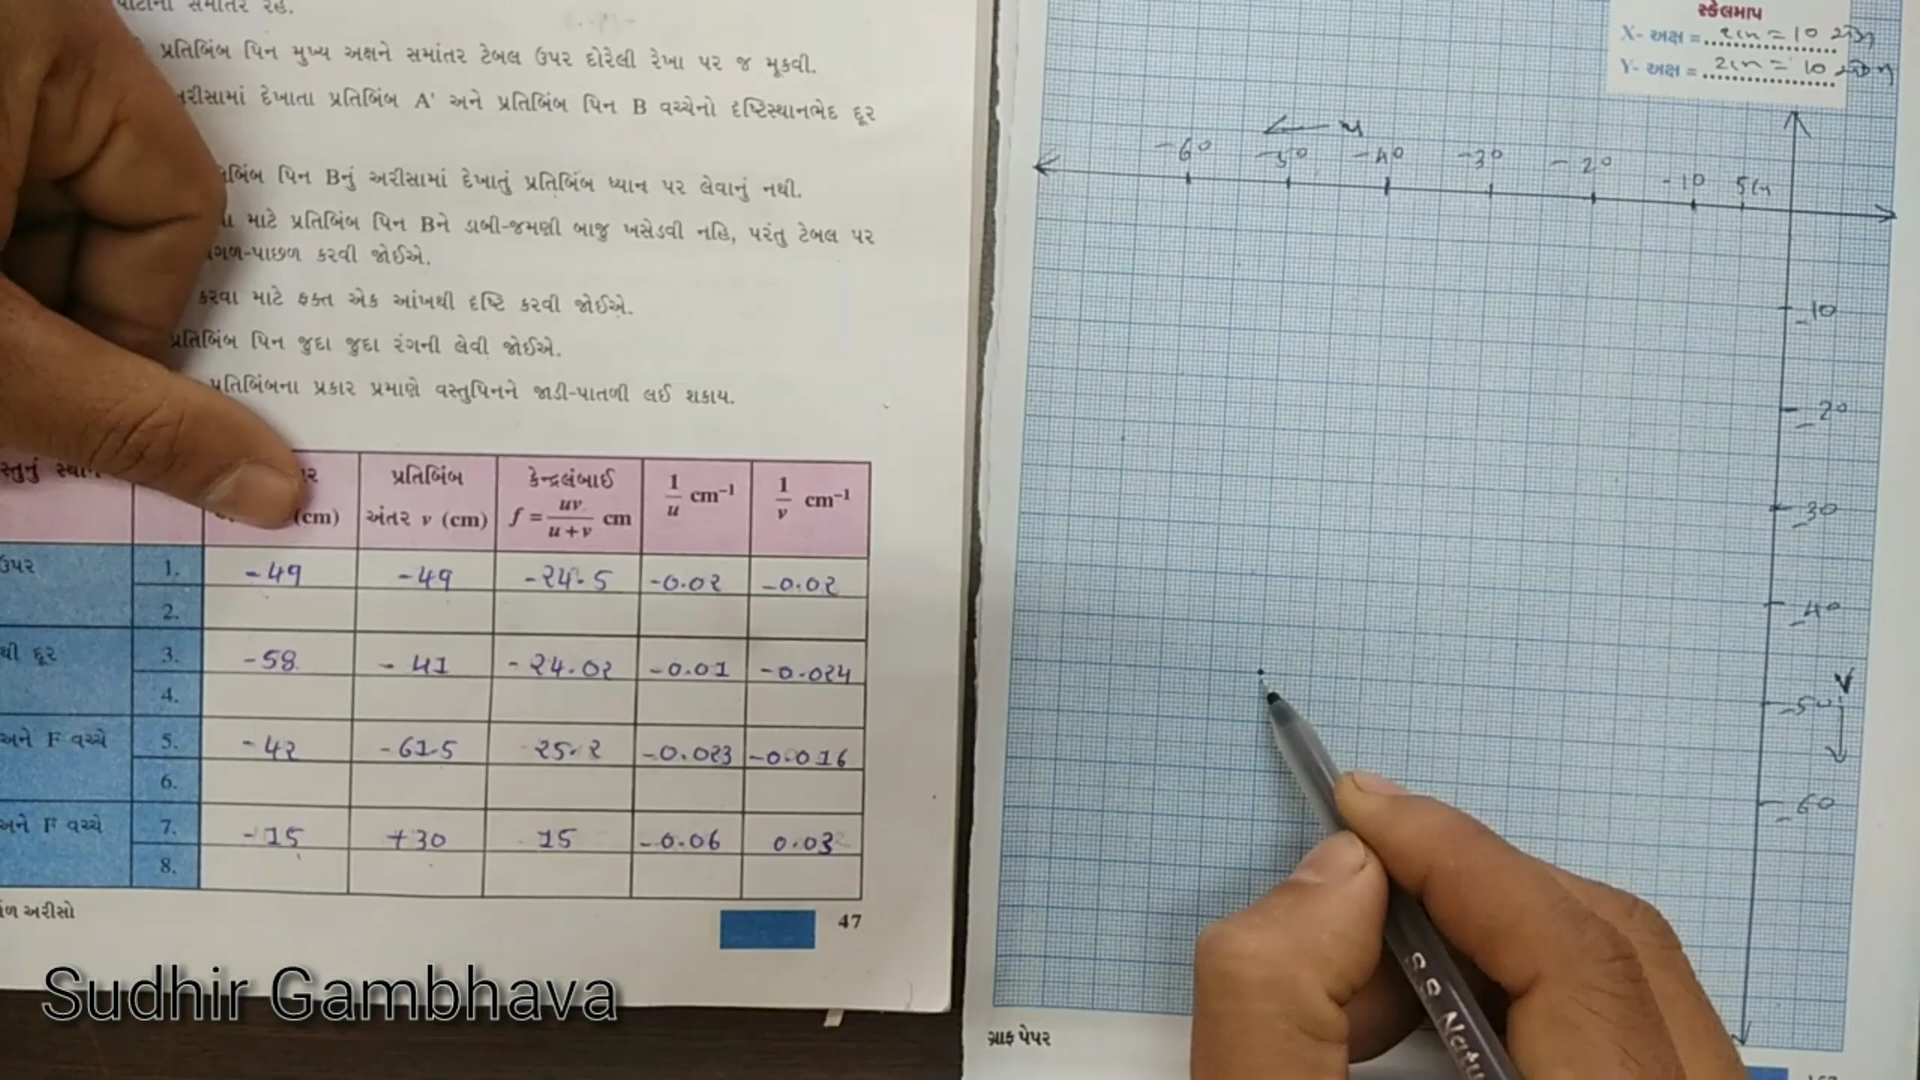 પ્રતિબિંબ પિન મુખ્ય અક્ષને સમાંતર ટેબલ ઉપર દોરેલી રેખા પર જ મૂકવી.
અરીસામાં દેખાતા પ્રતિબિંબ A' અને પ્રતિબિંબ પિન B વચ્ચેનો દૃષ્ટિસ્થાનભેદ દૂર
પિન Bનું અરીસામાં દેખાતું પ્રતિબિંબ ધ્યાન પર લેવાનું નથી.
માટે પ્રતિબિંબ પિન Bને ડાબી-જમણી બાજુ ખસેડવી નહિ, પરંતુ ટેબલ પર
કરવી જોઈએ.
કરવા માટે ફક્ત એક આંખથી દૃષ્ટિ કરવી જોઈએ.
પ્રતિબિંબ પિન જુદા જુદા રંગની લેવી જોઈએ.
પ્રતિબિંબના પ્રકાર પ્રમાણે વસ્તુપિનને જાડી-પાતળી લઈ શકાય.
(cm) પ્રતિબિંબ અંતર v (cm) કેન્દ્રલંબાઈ f = uv/u+v cm 1/u cm⁻¹ 1/v cm⁻¹
ઉપર 1. -49 -49 -24.5 -0.02 -0.02
2.
થી દૂર 3. -58 -41 -24.02 -0.01 -0.024
4.
અને F વચ્ચે 5. -42 -61.5 25.2 -0.023 -0.016
6.
અને F વચ્ચે 7. -15 +30 15 -0.06 0.03
8.
અરીસો
47
Sudhir Gambhava
સ્કેલમાપ
X- અક્ષ = 2cm = 10
Y- અક્ષ = 2cm = 10
u
-60 -50 -40 -30 -20 -10 5cm
-10
-20
-30
-40
-50
V
-60
ગ્રાફ પેપર